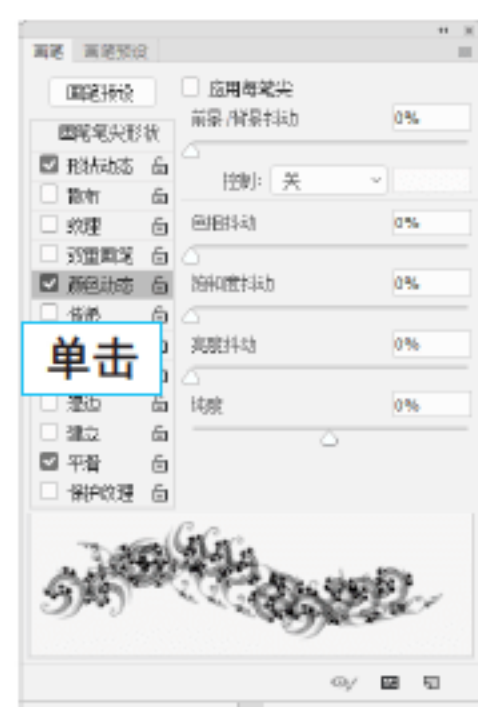 画笔 画笔预设
画笔预设
应用每笔尖
画笔笔尖形状
前景/背景抖动 0%
形状动态
控制: 关
散布
纹理
色相抖动 0%
双重画笔
颜色动态
饱和度抖动 0%
传递
单击
亮度抖动 0%
湿边
纯度 0%
建立
平滑
保护纹理